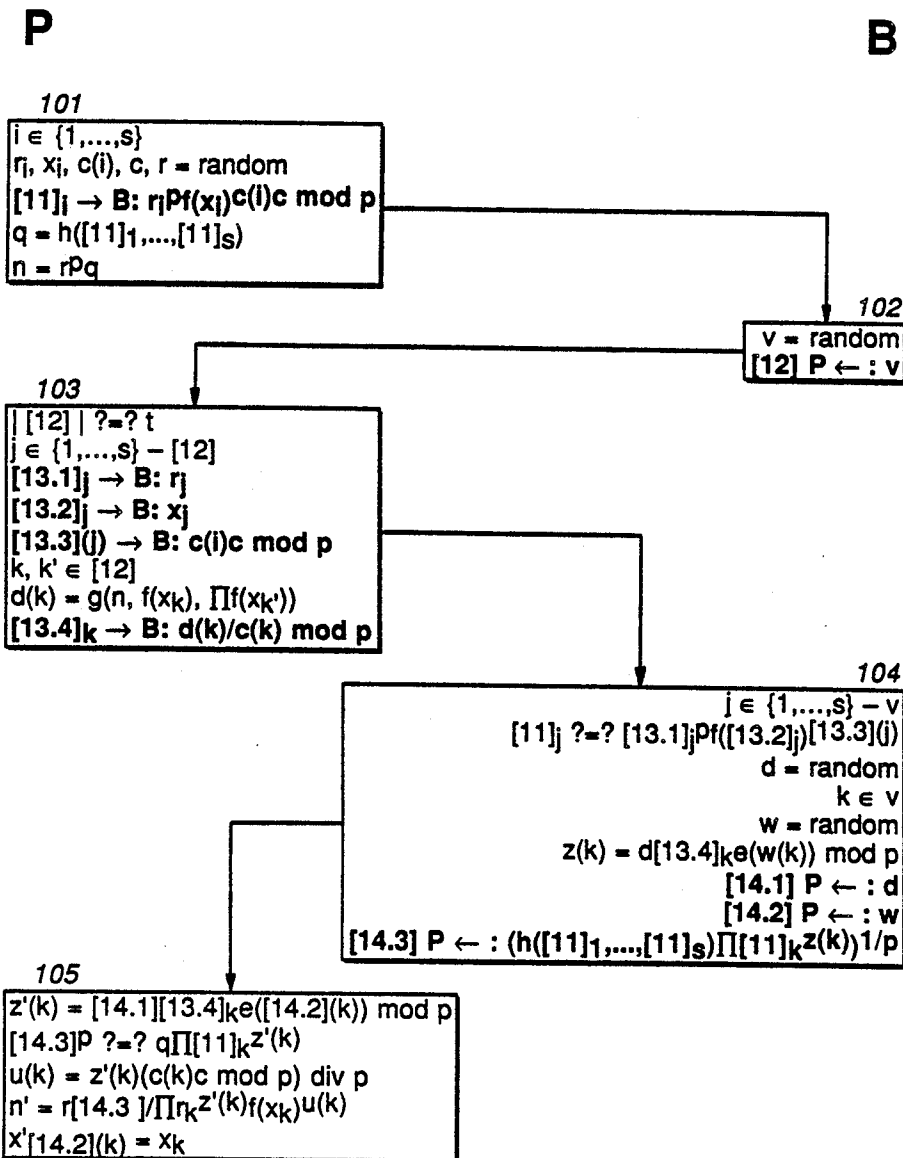 P
B
101
i ∈ {1,...,s}
rᵢ, xᵢ, c(i), c, r = random
[11]ᵢ → B: rᵢᵖf(xᵢ)^c(i)c mod p
q = h([11]₁,...,[11]ₛ)
n = rᵖq
102
v = random
[12] P ← : v
103
| [12] | ?=? t
j ∈ {1,...,s} – [12]
[13.1]ⱼ → B: rⱼ
[13.2]ⱼ → B: xⱼ
[13.3](j) → B: c(i)c mod p
k, k' ∈ [12]
d(k) = g(n, f(xₖ), Πf(xₖ'))
[13.4]ₖ → B: d(k)/c(k) mod p
104
j ∈ {1,...,s} – v
[11]ⱼ ?=? [13.1]ⱼᵖf([13.2]ⱼ)^[13.3](j)
d = random
k ∈ v
w = random
z(k) = d[13.4]ₖe(w(k)) mod p
[14.1] P ← : d
[14.2] P ← : w
[14.3] P ← : (h([11]₁,...,[11]ₛ)Π[11]ₖ^z(k))^1/p
105
z'(k) = [14.1][13.4]ₖe([14.2](k)) mod p
[14.3]ᵖ ?=? qΠ[11]ₖ^z'(k)
u(k) = z'(k)(c(k)c mod p) div p
n' = r[14.3 ]/Πrₖ^z'(k)f(xₖ)^u(k)
x'[14.2](k) = xₖ